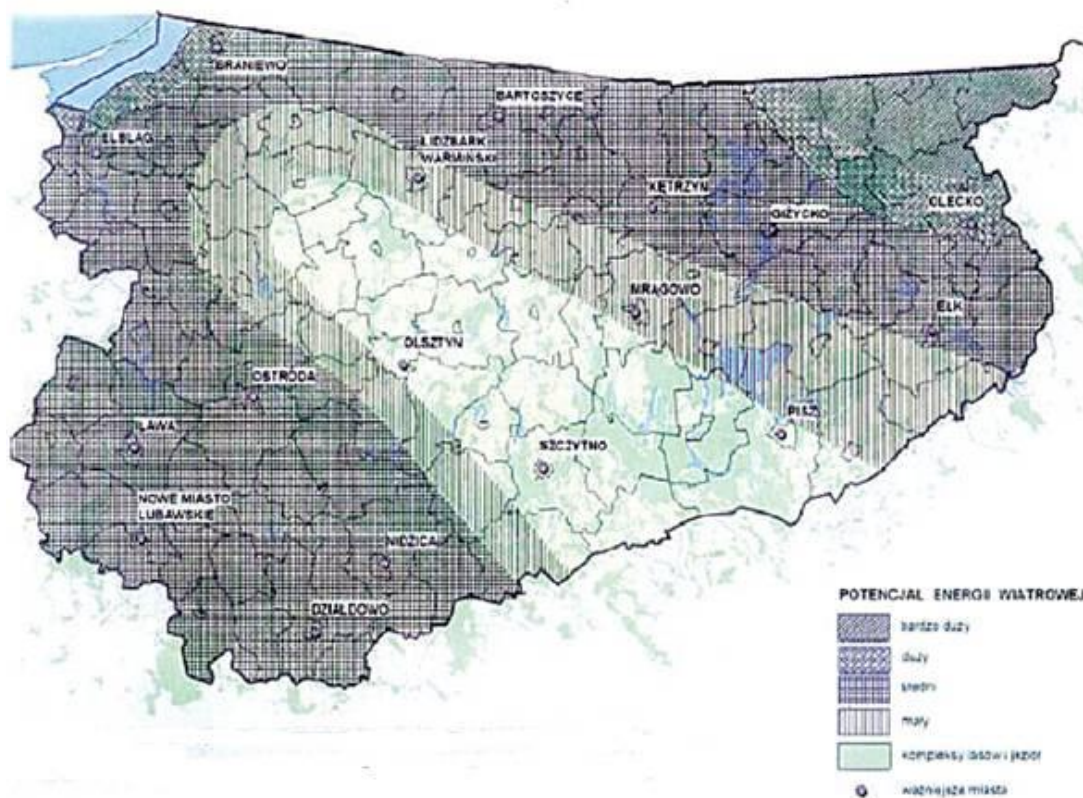 BRANIEWO
BARTOSZYCE
ELBLĄG
LIDZBARK
WARMIŃSKI
KĘTRZYN
OLECKO
GIŻYCKO
MRĄGOWO
EŁK
OLSZTYN
OSTRÓDA
PISZ
IŁAWA
SZCZYTNO
NOWE MIASTO
LUBAWSKIE
NIDZICA
DZIAŁDOWO
POTENCJAŁ ENERGII WIATROWEJ
bardzo duży
duży
średni
mały
kompleksy lasów i jezior
ważniejsze miasta